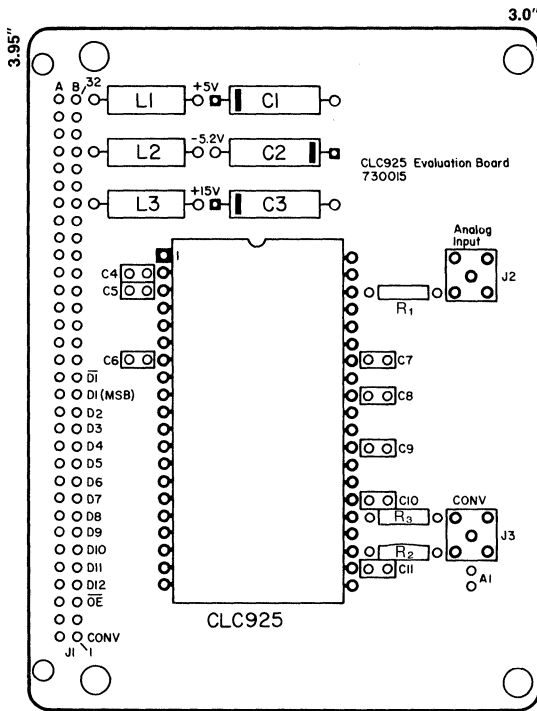 3.0"
3.95"
A B 32
L1 +5V C1
L2 -5.2V C2
CLC925 Evaluation Board
730015
L3 +15V C3
Analog
Input
J2
1
C4
C5
R1
C6
C7
D̅1̅
D1 (MSB)
C8
D2
D3
D4
C9
D5
D6
D7
C10
CONV
D8
R3
D9
J3
D10
R2
D11
C11
D12
A1
O̅E̅
CLC925
CONV
J1 1